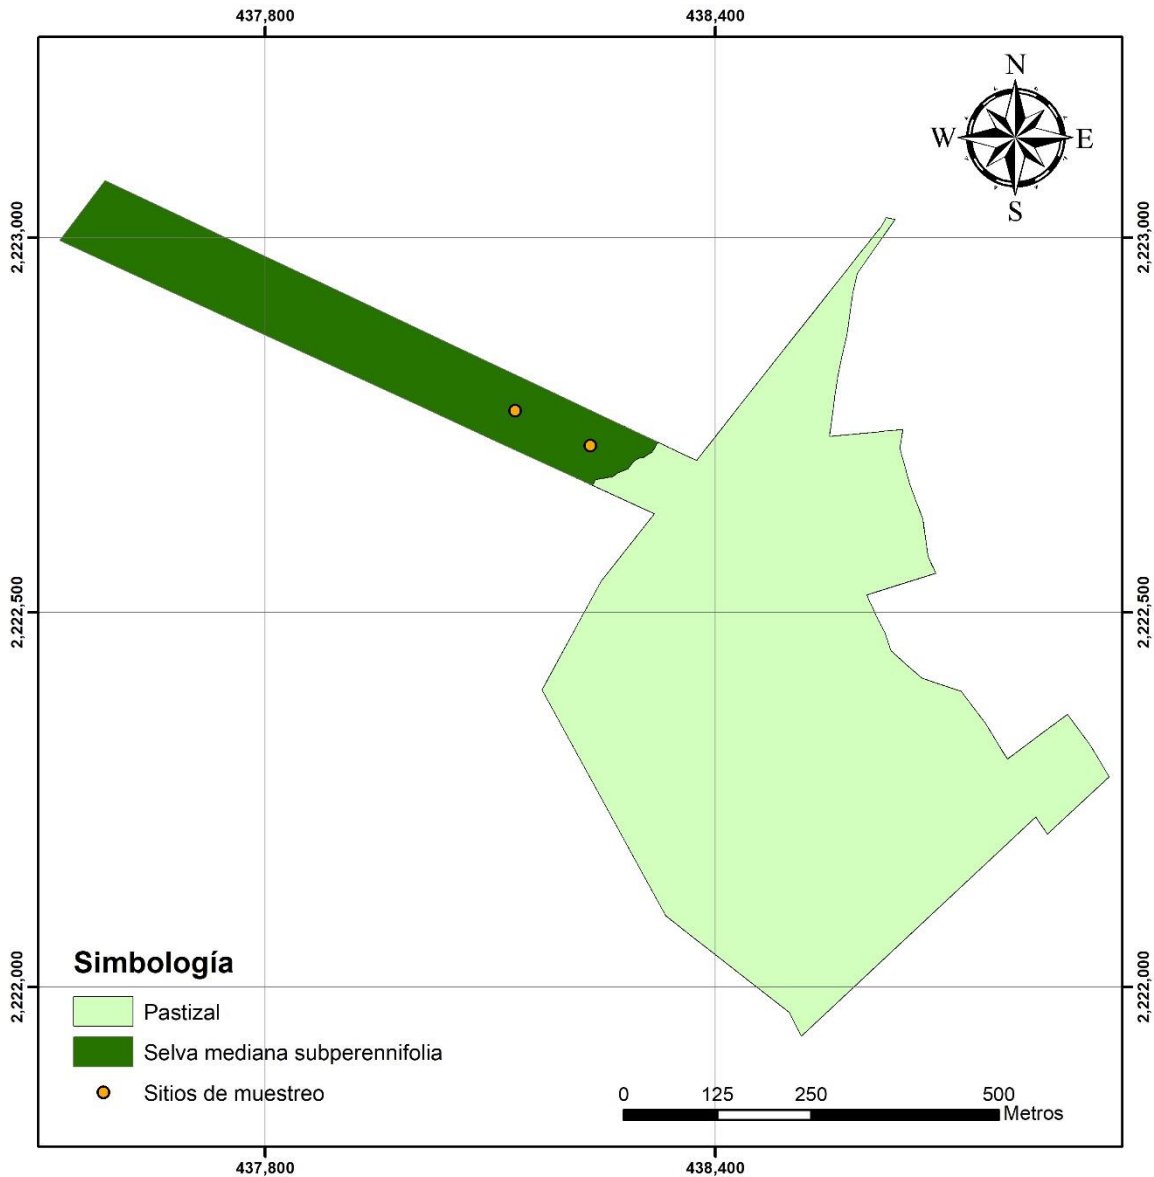 437,800 438,400
N
W E
S
2,223,000 2,223,000
2,222,500 2,222,500
Simbología
2,222,000 2,222,000
Pastizal
Selva mediana subperennifolia
Sitios de muestreo
0 125 250 500
Metros
437,800 438,400